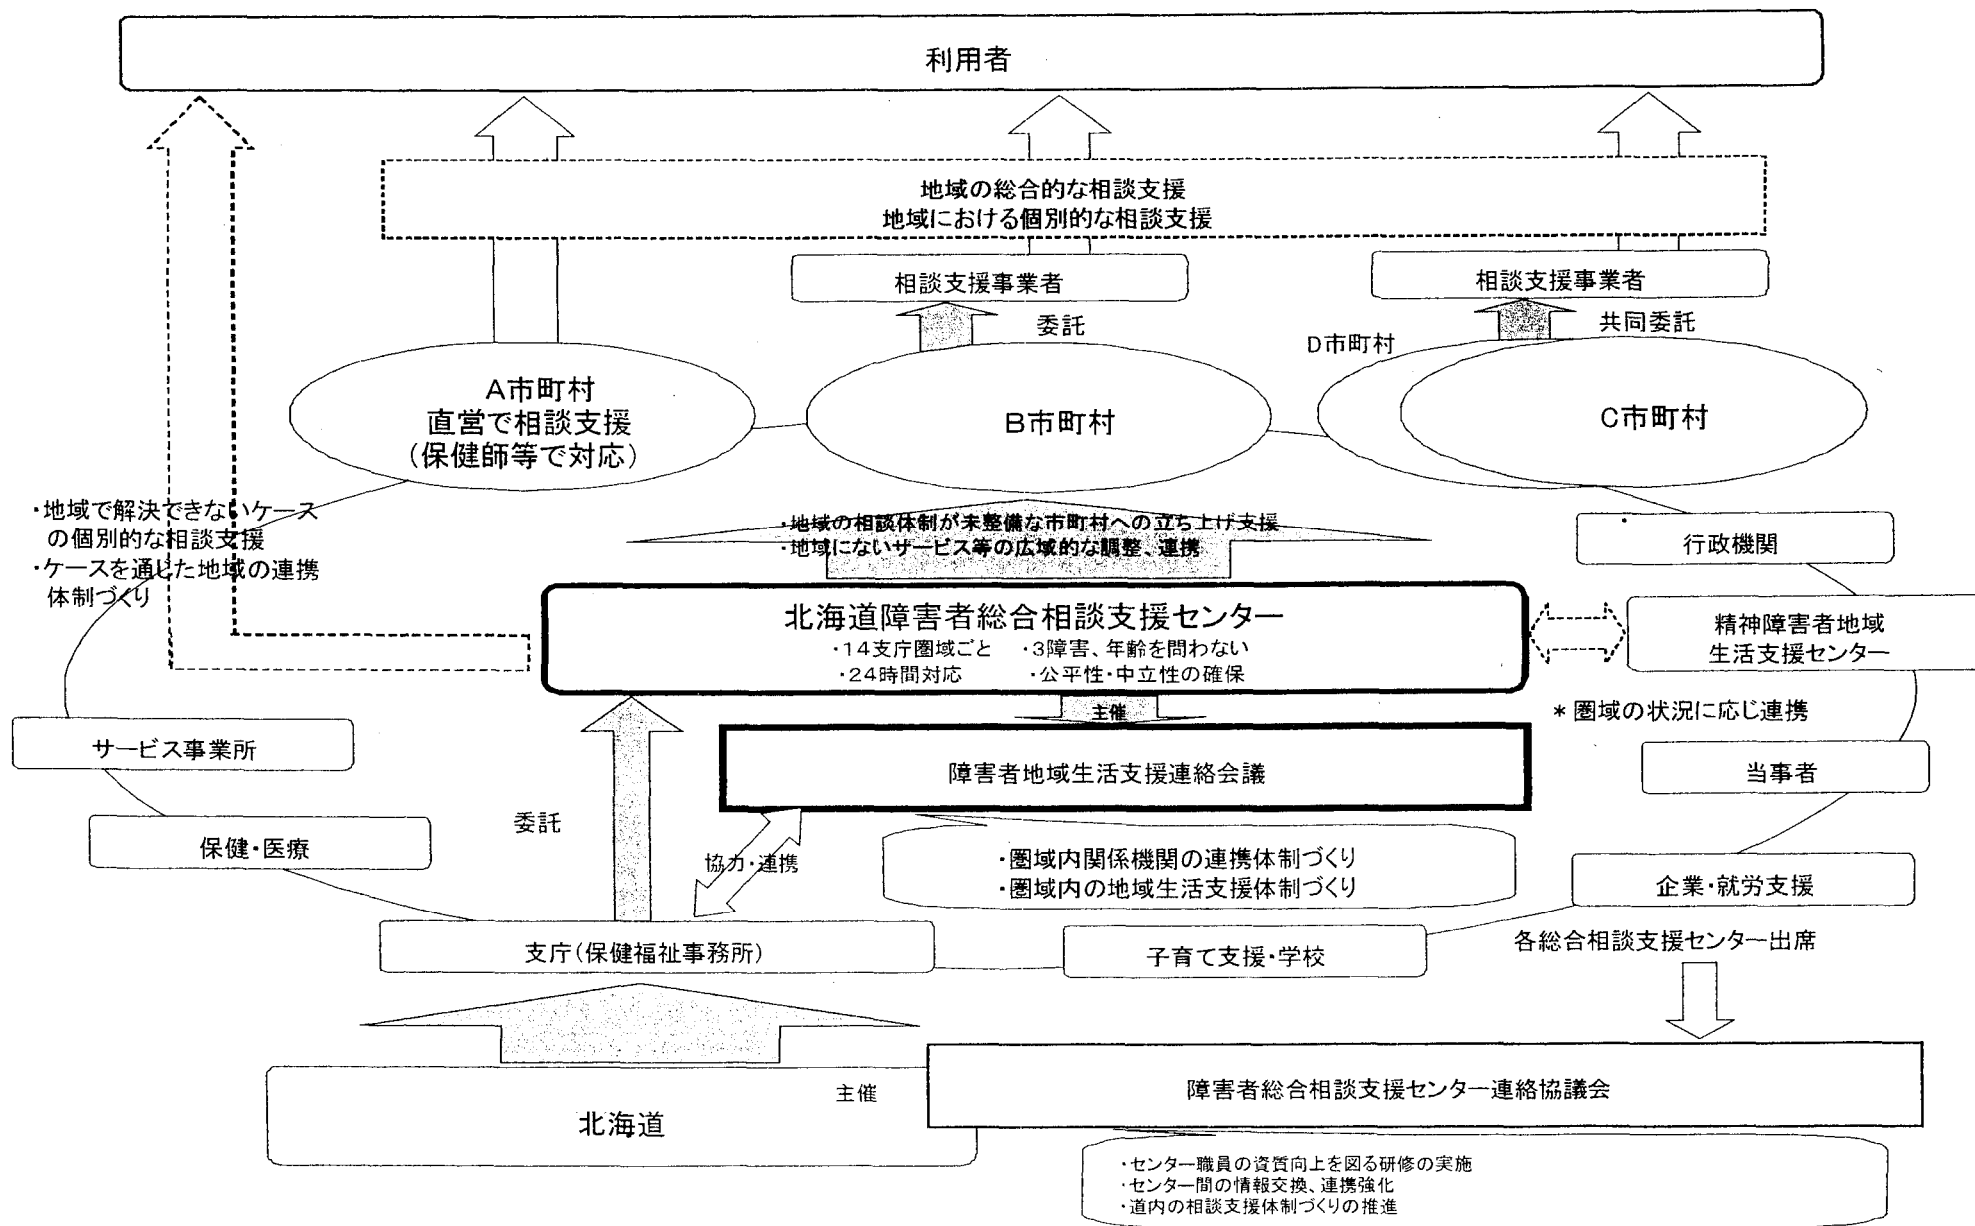 利用者
地域の総合的な相談支援
地域における個別的な相談支援
相談支援事業者
相談支援事業者
委託
共同委託
D市町村
A市町村
直営で相談支援
(保健師等で対応)
B市町村
C市町村
・地域で解決できないケース
の個別的な相談支援
・ケースを通じた地域の連携
体制づくり
・地域の相談体制が未整備な市町村への立ち上げ支援
・地域にないサービス等の広域的な調整、連携
行政機関
北海道障害者総合相談支援センター
・14支庁圏域ごと ・3障害、年齢を問わない
・24時間対応 ・公平性・中立性の確保
精神障害者地域
生活支援センター
主催
*圏域の状況に応じ連携
サービス事業所
障害者地域生活支援連絡会議
当事者
委託
保健・医療
協力・連携
・圏域内関係機関の連携体制づくり
・圏域内の地域生活支援体制づくり
企業・就労支援
支庁(保健福祉事務所)
子育て支援・学校
各総合相談支援センター出席
主催
北海道
障害者総合相談支援センター連絡協議会
・センター職員の資質向上を図る研修の実施
・センター間の情報交換、連携強化
・道内の相談支援体制づくりの推進